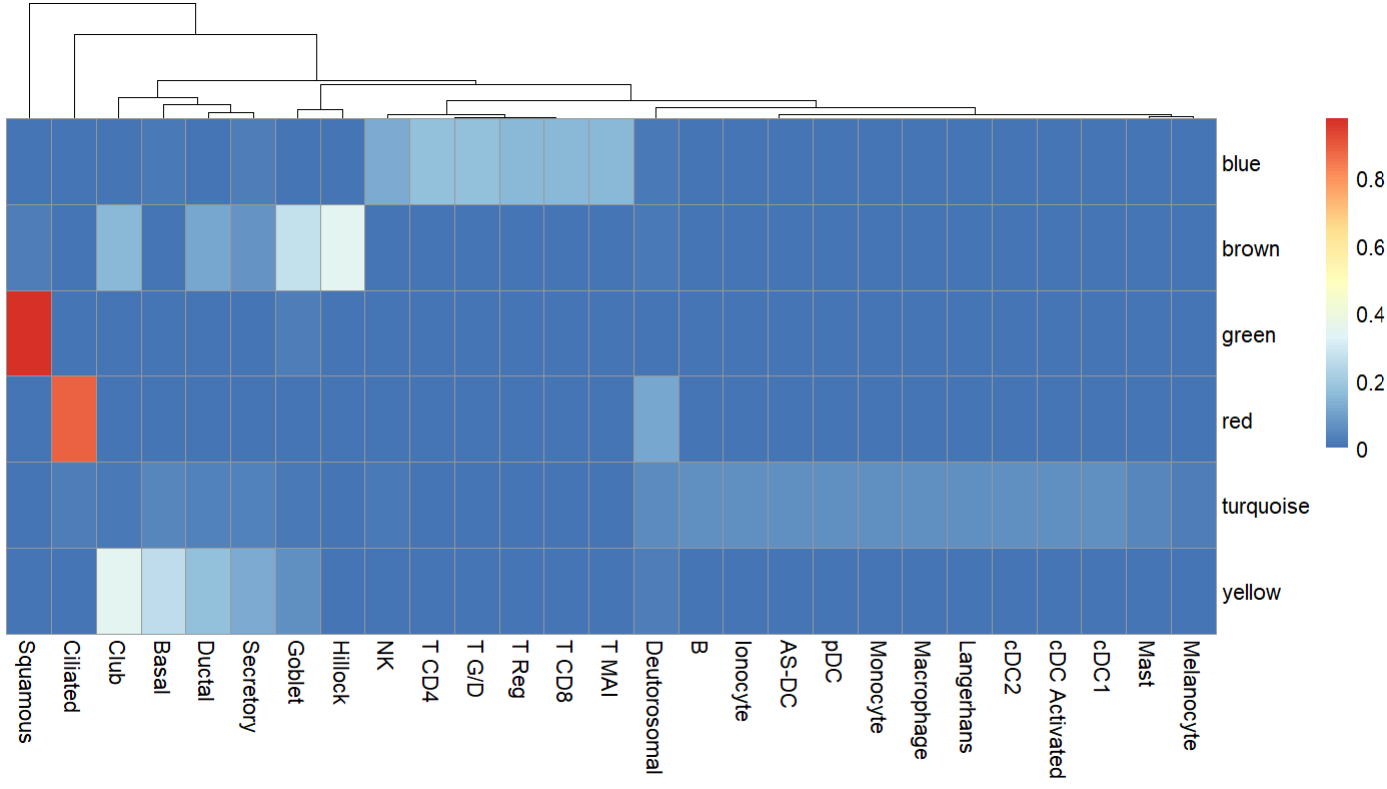 blue
brown
green
red
turquoise
yellow
0.8
0.6
0.4
0.2
0
Squamous
Ciliated
Club
Basal
Ductal
Secretory
Goblet
Hillock
NK
T CD4
T G/D
T Reg
T CD8
T MAI
Deutorosomal
B
Ionocyte
AS-DC
pDC
Monocyte
Macrophage
Langerhans
cDC2
cDC Activated
cDC1
Mast
Melanocyte